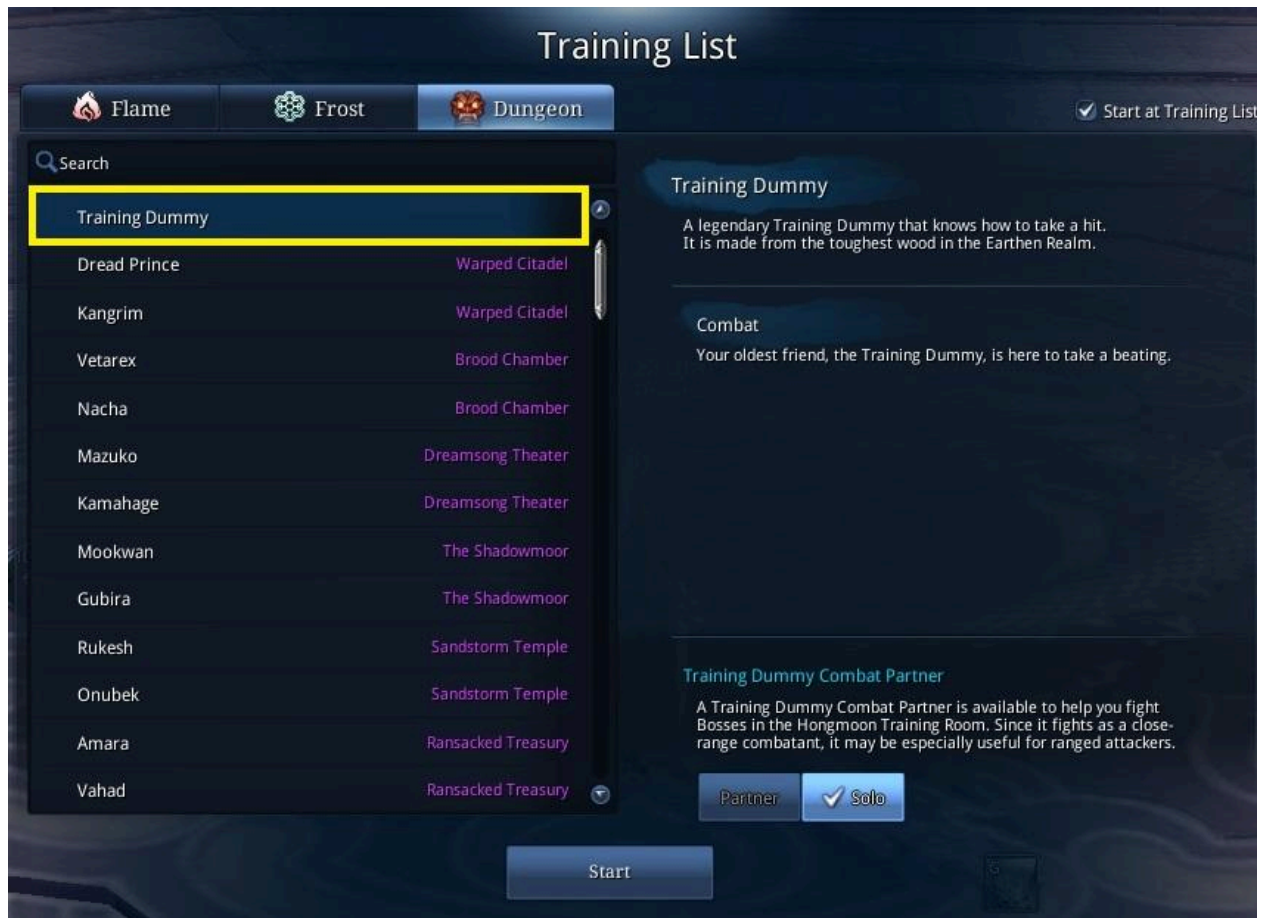 Training List
Flame
Frost
Dungeon
Start at Training List
Search
Training Dummy
Dread Prince Warped Citadel
Kangrim Warped Citadel
Vetarex Brood Chamber
Nacha Brood Chamber
Mazuko Dreamsong Theater
Kamahage Dreamsong Theater
Mookwan The Shadowmoor
Gubira The Shadowmoor
Rukesh Sandstorm Temple
Onubek Sandstorm Temple
Amara Ransacked Treasury
Vahad Ransacked Treasury
Training Dummy
A legendary Training Dummy that knows how to take a hit.
It is made from the toughest wood in the Earthen Realm.
Combat
Your oldest friend, the Training Dummy, is here to take a beating.
Training Dummy Combat Partner
A Training Dummy Combat Partner is available to help you fight
Bosses in the Hongmoon Training Room. Since it fights as a close-
range combatant, it may be especially useful for ranged attackers.
Partner
Solo
Start